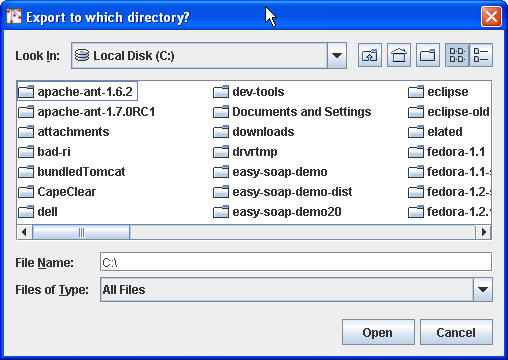 Export to which directory?
Look In: Local Disk (C:)
apache-ant-1.6.2
apache-ant-1.7.0RC1
attachments
bad-ri
bundledTomcat
CapeClear
dell
dev-tools
Documents and Settings
downloads
drvrtmp
easy-soap-demo
easy-soap-demo-dist
easy-soap-demo20
eclipse
eclipse-old
elated
fedora-1.1
fedora-1.1-s
fedora-1.2-s
fedora-1.2.1
File Name: C:\
Files of Type: All Files
Open Cancel